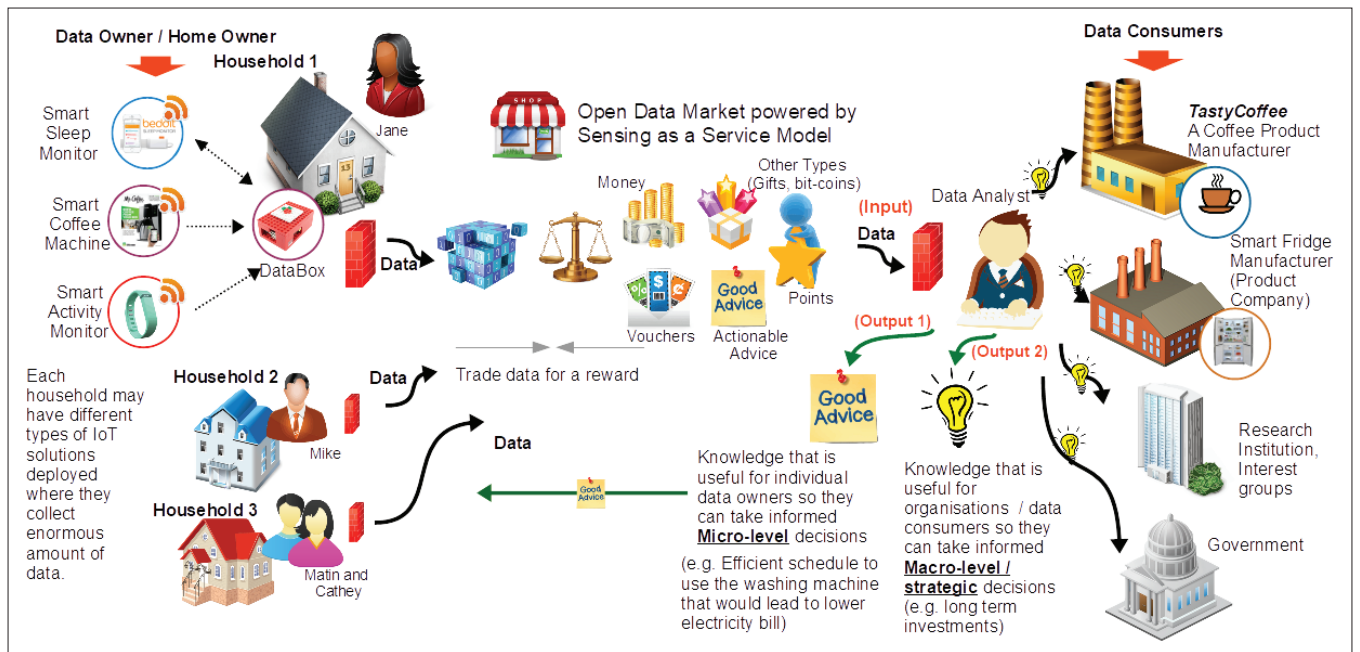 Data Owner / Home Owner
Household 1
Jane
Smart
Sleep
Monitor
beddit
Smart
Coffee
Machine
Smart
Activity
Monitor
DataBox
Data
SHOP
Open Data Market powered by
Sensing as a Service Model
Money
Other Types
(Gifts, bit-coins)
Vouchers
Good
Advice
Actionable
Advice
Points
Trade data for a reward
(Input)
Data
Data Analyst
(Output 1)
(Output 2)
Data Consumers
TastyCoffee
A Coffee Product
Manufacturer
Smart Fridge
Manufacturer
(Product
Company)
Research
Institution,
Interest
groups
Government
Each
household may
have different
types of IoT
solutions
deployed
where they
collect
enormous
amount of
data.
Household 2
Mike
Data
Household 3
Matin and
Cathey
Data
Good
Advice
Good
Advice
Knowledge that is
useful for individual
data owners so they
can take informed
Micro-level decisions
(e.g. Efficient schedule to
use the washing machine
that would lead to lower
electricity bill)
Knowledge that is
useful for
organisations / data
consumers so they
can take informed
Macro-level /
strategic decisions
(e.g. long term
investments)